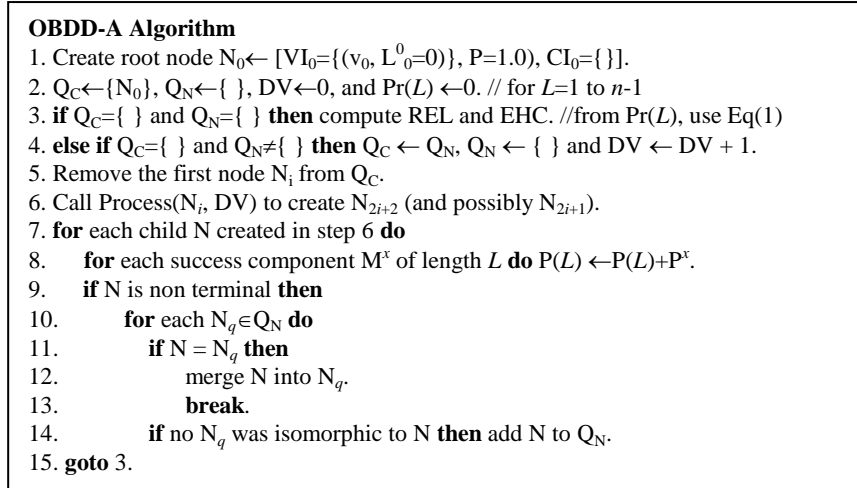 OBDD-A Algorithm
1. Create root node N₀← [VI₀={(v₀, L⁰₀=0)}, P=1.0), CI₀={}].
2. Q_C←{N₀}, Q_N←{ }, DV←0, and Pr(L) ←0. // for L=1 to n-1
3. if Q_C={ } and Q_N={ } then compute REL and EHC. //from Pr(L), use Eq(1)
4. else if Q_C={ } and Q_N≠{ } then Q_C ← Q_N, Q_N ← { } and DV ← DV + 1.
5. Remove the first node N_i from Q_C.
6. Call Process(N_i, DV) to create N_{2i+2} (and possibly N_{2i+1}).
7. for each child N created in step 6 do
8. for each success component Mˣ of length L do P(L) ←P(L)+Pˣ.
9. if N is non terminal then
10. for each N_q∈Q_N do
11. if N = N_q then
12. merge N into N_q.
13. break.
14. if no N_q was isomorphic to N then add N to Q_N.
15. goto 3.